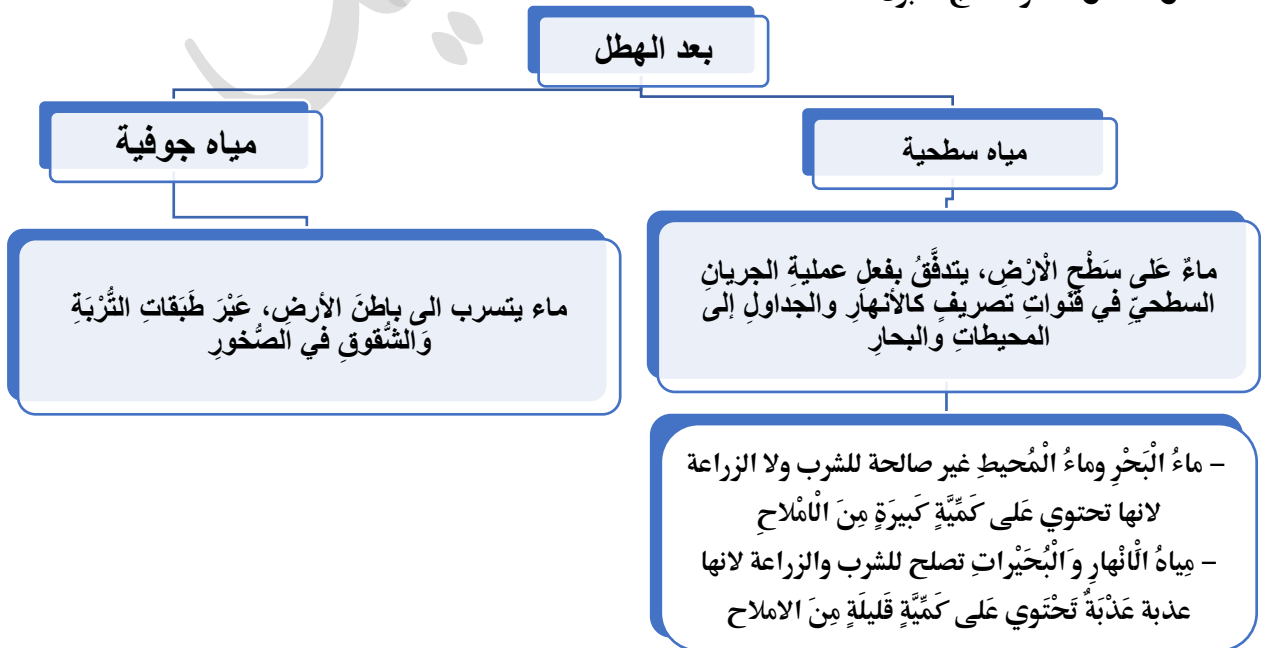 بعد الهطل
مياه سطحية
ماءٌ عَلى سَطْحِ الْارْضِ، يتدفَّقُ بفعلِ عمليةِ الجريانِ
السطحيّ في قنواتِ تصريفٍ كالأنهارِ والجداولِ إلى
المحيطاتِ والبحارِ
– ماءُ الْبَحْرِ وماءُ الْمُحيطِ غير صالحة للشرب ولا الزراعة
لانها تحتوي عَلى كَمِّيَّةٍ كَبيرَةٍ مِنَ الْامْلاحِ
– مِياهُ الْانْهارِ وَالْبُحَيْراتِ تصلح للشرب والزراعة لانها
عذبة عَذْبَةٌ تَحْتَوي عَلى كَمِّيَّةٍ قَليلَةٍ مِنَ الاملاح
مياه جوفية
ماء يتسرب الى باطنَ الأرضِ، عَبْرَ طَبَقاتِ التُّرْبَةِ
وَالشُّقوقِ في الصُّخورِ